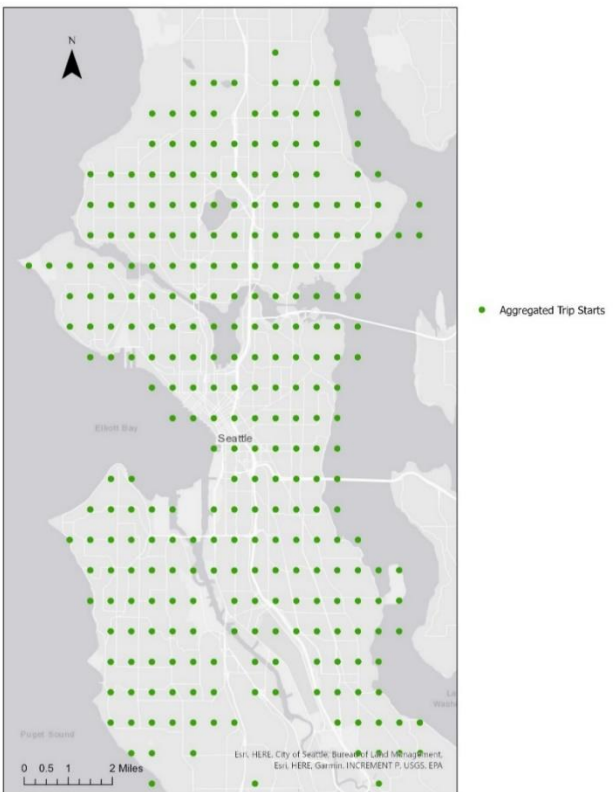 N
Aggregated Trip Starts
Elliott Bay
Seattle
Puget Sound
Esri, HERE, City of Seattle, Bureau of Land Management,
Esri, HERE, Garmin, INCREMENT P, USGS, EPA
0 0.5 1 2 Miles